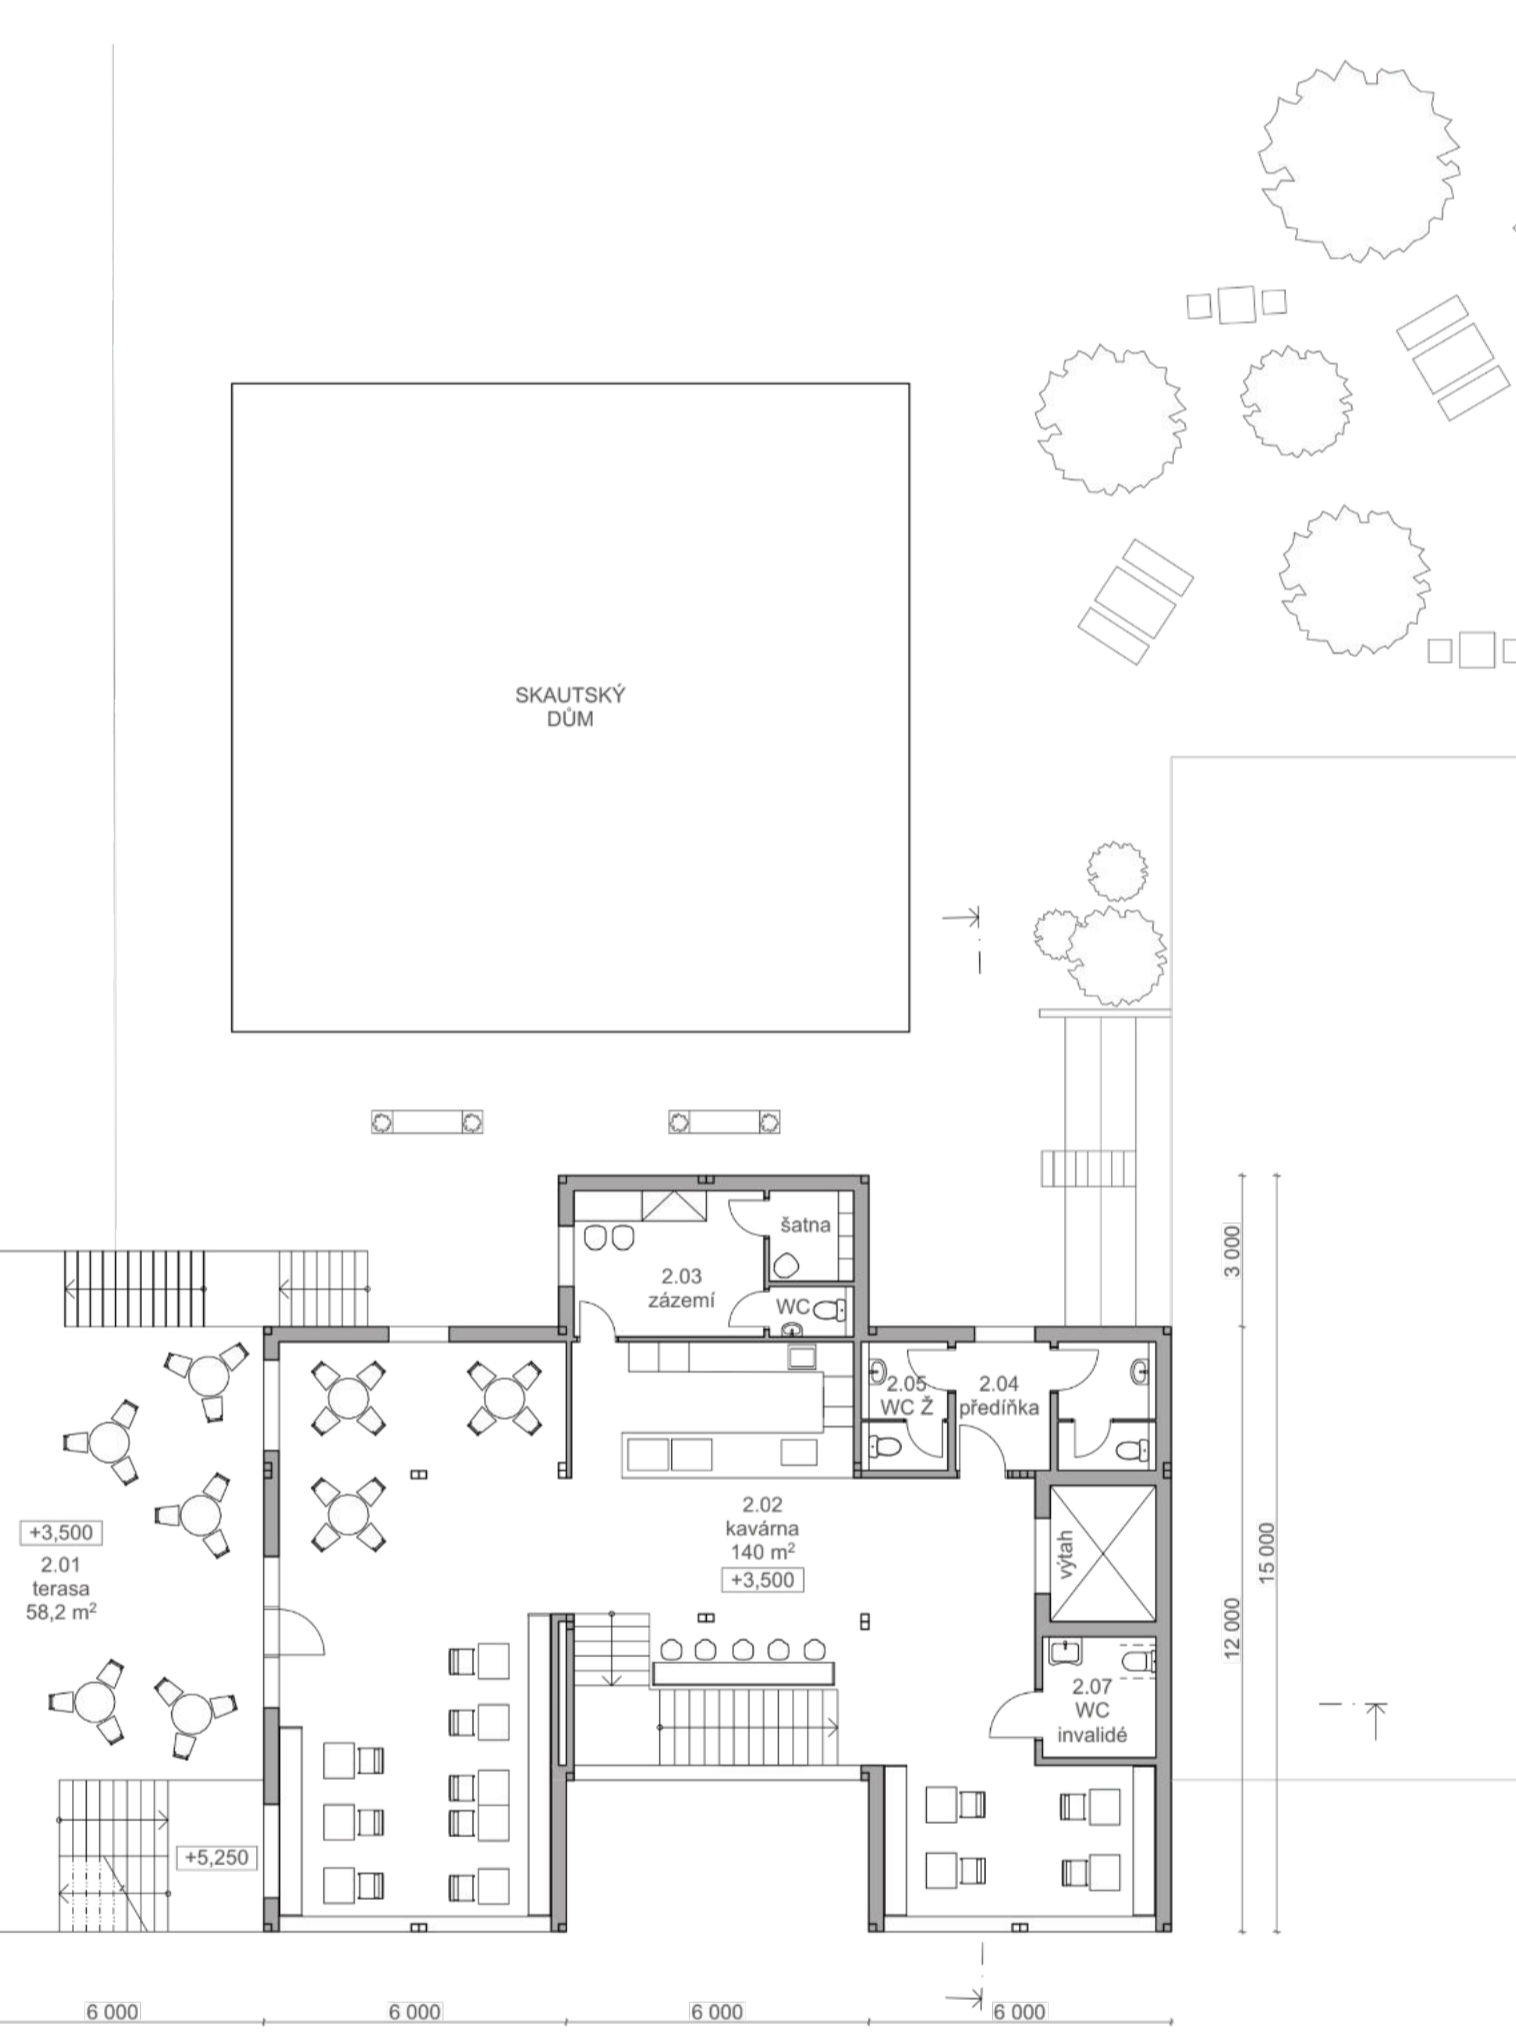 SKAUTSKÝ
DŮM
šatna
2.03
zázemí
WC
3 000
2.05
WC Ž
2.04
předíňka
+3,500
2.01
terasa
58,2 m²
2.02
kavárna
140 m²
+3,500
výtah
15 000
12 000
2.07
WC
invalidé
+5,250
6 000
6 000
6 000
6 000